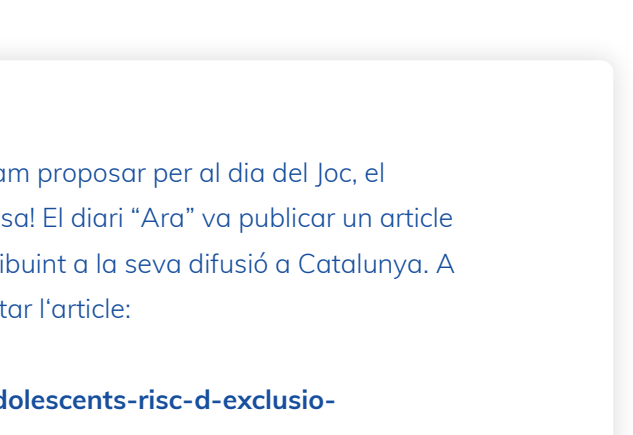 am proposar per al dia del Joc, el
sa! El diari “Ara” va publicar un article
ibuint a la seva difusió a Catalunya. A
tar l‘article:
dolescents-risc-d-exclusio-